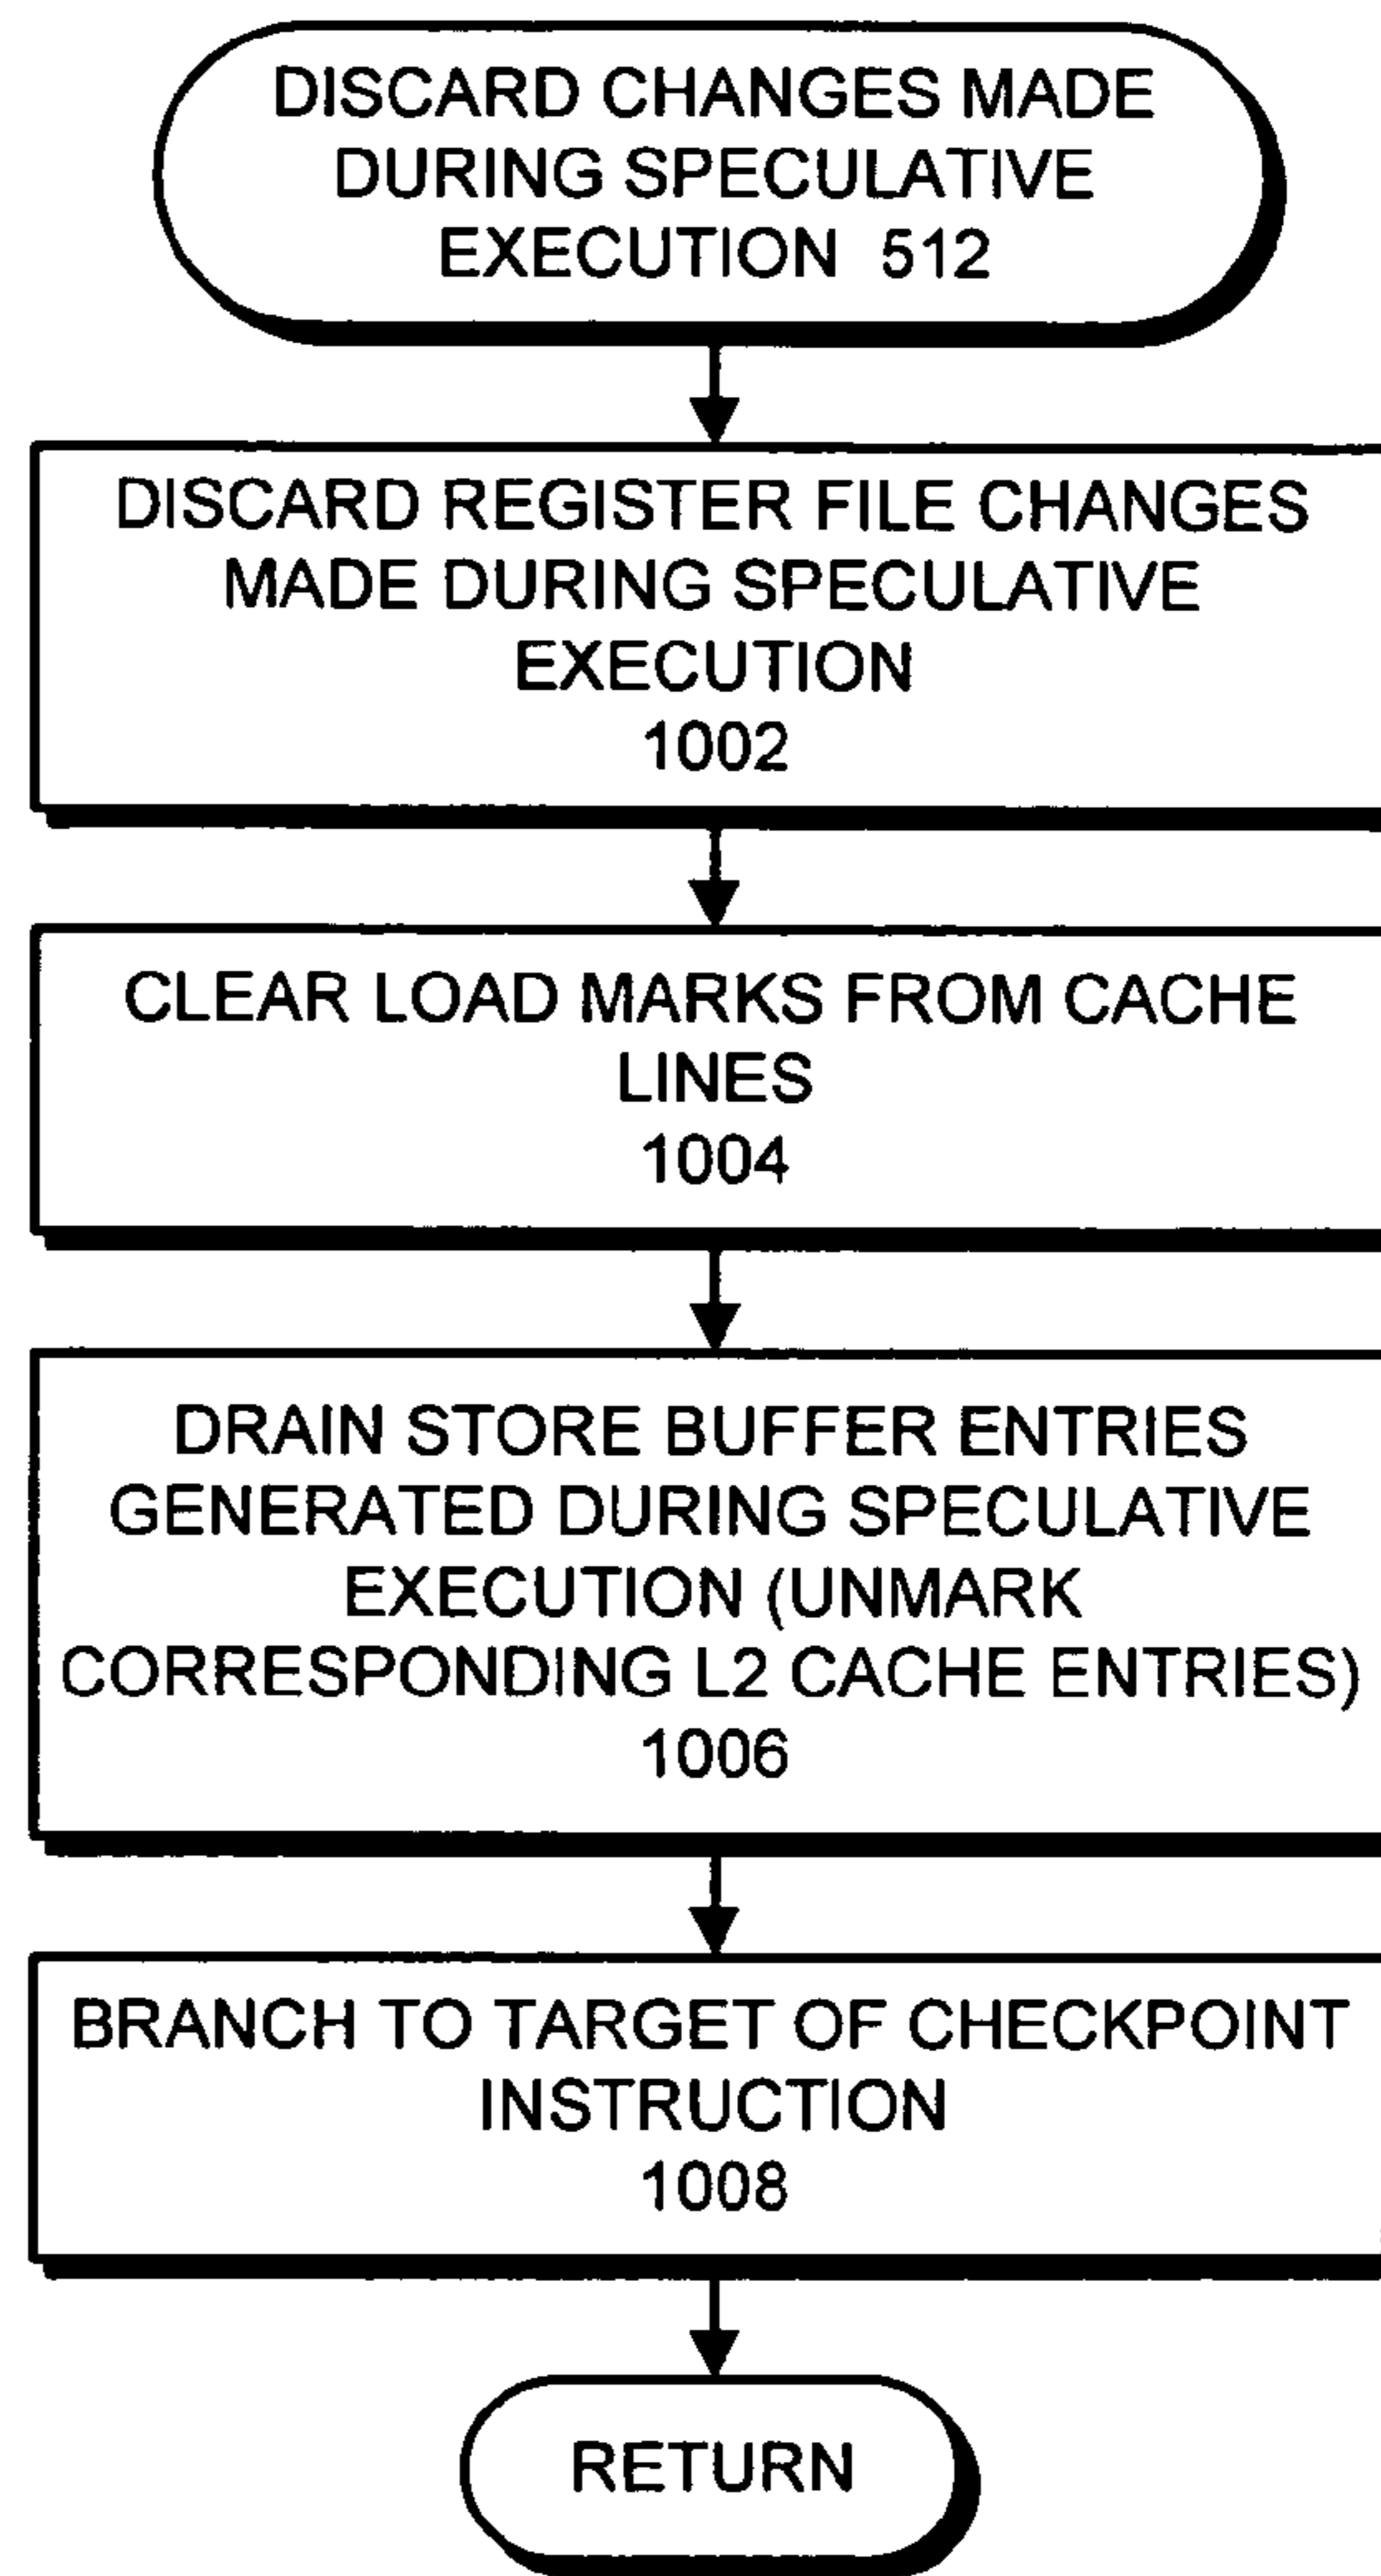 DISCARD CHANGES MADE
DURING SPECULATIVE
EXECUTION 512
DISCARD REGISTER FILE CHANGES
MADE DURING SPECULATIVE
EXECUTION
1002
CLEAR LOAD MARKS FROM CACHE
LINES
1004
DRAIN STORE BUFFER ENTRIES
GENERATED DURING SPECULATIVE
EXECUTION (UNMARK
CORRESPONDING L2 CACHE ENTRIES)
1006
BRANCH TO TARGET OF CHECKPOINT
INSTRUCTION
1008
RETURN